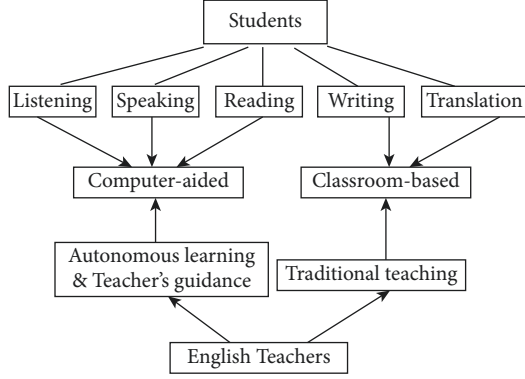 Students
Listening
Speaking
Reading
Writing
Translation
Computer-aided
Classroom-based
Autonomous learning
& Teacher's guidance
Traditional teaching
English Teachers